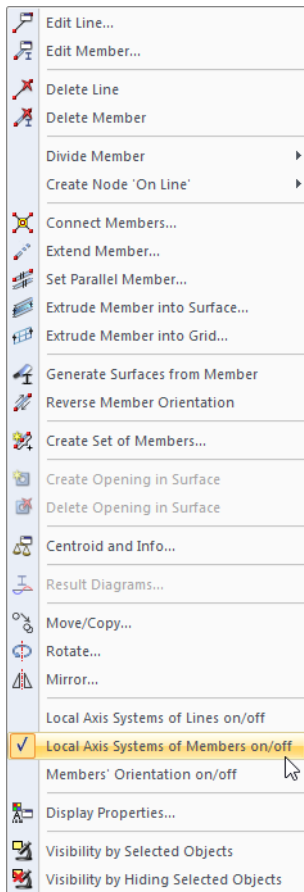 Edit Line...
Edit Member...
Delete Line
Delete Member
Divide Member
Create Node 'On Line'
Connect Members...
Extend Member...
Set Parallel Member...
Extrude Member into Surface...
Extrude Member into Grid...
Generate Surfaces from Member
Reverse Member Orientation
Create Set of Members...
Create Opening in Surface
Delete Opening in Surface
Centroid and Info...
Result Diagrams...
Move/Copy...
Rotate...
Mirror...
Local Axis Systems of Lines on/off
Local Axis Systems of Members on/off
Members' Orientation on/off
Display Properties...
Visibility by Selected Objects
Visibility by Hiding Selected Objects